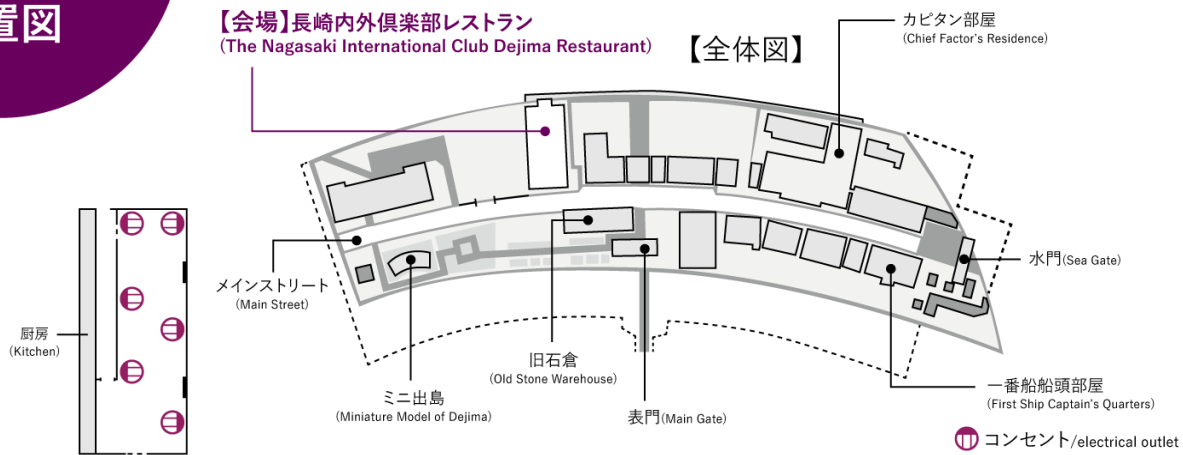 置図
【会場】長崎内外倶楽部レストラン
(The Nagasaki International Club Dejima Restaurant)
【全体図】
カピタン部屋
(Chief Factor's Residence)
メインストリート
(Main Street)
水門(Sea Gate)
厨房
(Kitchen)
旧石倉
(Old Stone Warehouse)
ミニ出島
(Miniature Model of Dejima)
表門(Main Gate)
一番船船頭部屋
(First Ship Captain's Quarters)
コンセント/electrical outlet